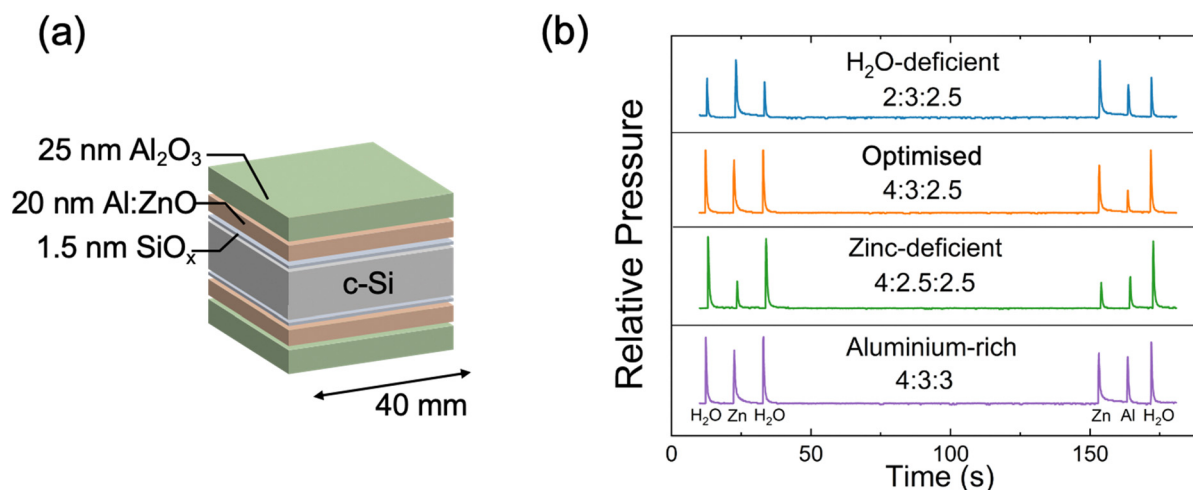 (a)
25 nm Al₂O₃
20 nm Al:ZnO
1.5 nm SiOₓ
c-Si
40 mm
(b)
Relative Pressure
H₂O-deficient
2:3:2.5
Optimised
4:3:2.5
Zinc-deficient
4:2.5:2.5
Aluminium-rich
4:3:3
H₂O Zn H₂O Zn Al H₂O
0 50 100 150
Time (s)